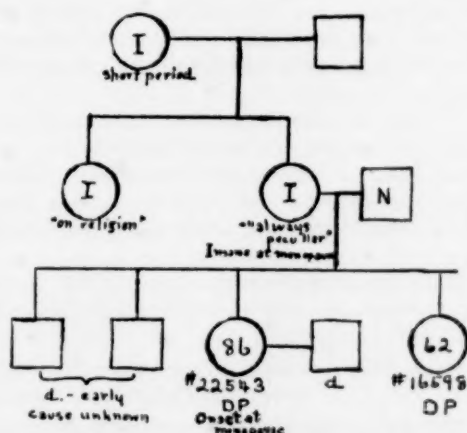 I
short period
I
I
N
"on religion"
"always
peculiar"
Insane at menopause
86
62
d.- early
cause unknown
#22543
DP
Onset at
menopause
d
#16598
DP